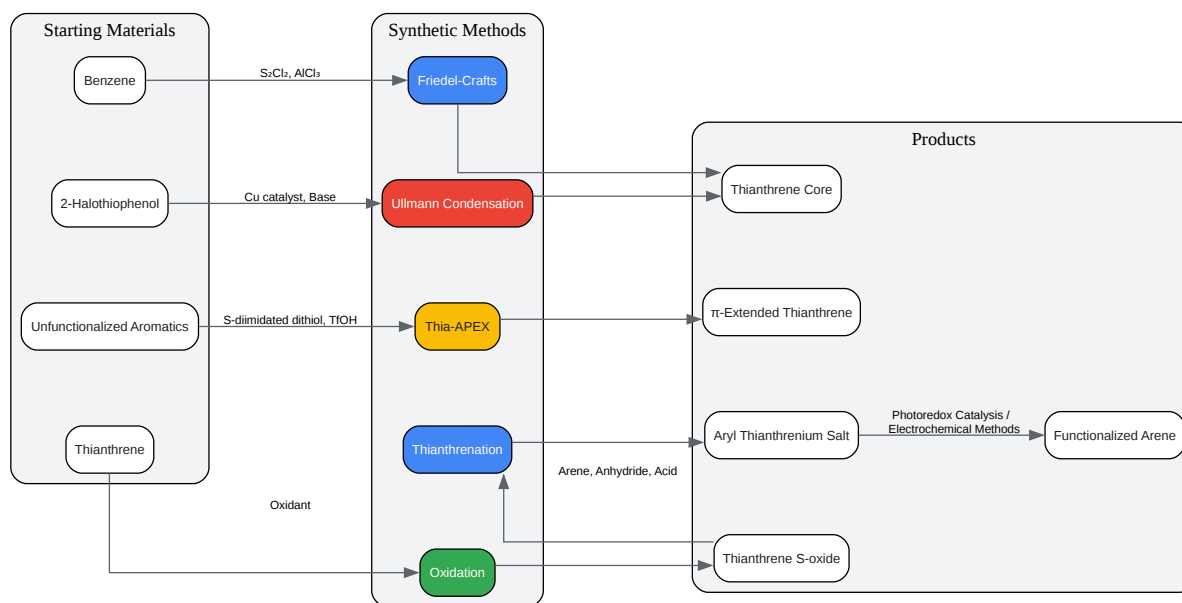 Starting Materials
Synthetic Methods
Products
Benzene
S₂Cl₂, AlCl₃
Friedel-Crafts
Thianthrene Core
2-Halothiophenol
Cu catalyst, Base
Ullmann Condensation
Unfunctionalized Aromatics
S-diimidated dithiol, TfOH
Thia-APEX
π-Extended Thianthrene
Thianthrene
Thianthrenation
Arene, Anhydride, Acid
Aryl Thianthrenium Salt
Photoredox Catalysis /
Electrochemical Methods
Functionalized Arene
Oxidant
Oxidation
Thianthrene S-oxide